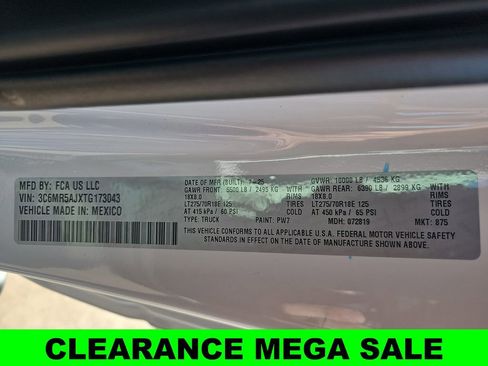 MFD BY: FCA US LLC
VIN: 3C6MR5AJXTG173043
VEHICLE MADE IN: MEXICO
DATE OF MFR (BUILT): 7-25 GVWR: 10000 LB / 4536 KG
GAWR FRONT: 5500 LB / 2495 KG WITH GAWR REAR: 6390 LB / 2899 KG WITH
18X8.0 RIMS 18X8.0 RIMS
LT275/70R18E 125 TIRES LT275/70R18E 125 TIRES
AT 415 kPa / 60 PSI COLD AT 450 kPa / 65 PSI COLD
TYPE: TRUCK PAINT: PW7 MDH: 072819 MKT: 875
THIS VEHICLE CONFORMS TO ALL APPLICABLE U.S.A. FEDERAL MOTOR VEHICLE SAFETY
STANDARDS IN EFFECT ON THE DATE OF MANUFACTURE SHOWN ABOVE.
CLEARANCE MEGA SALE